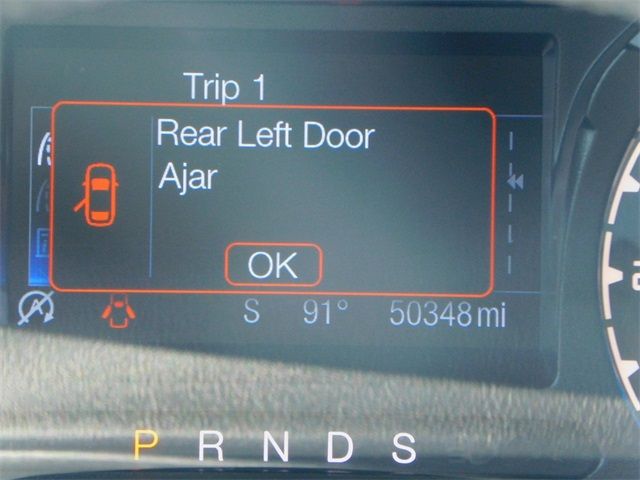 Trip 1
Rear Left Door
Ajar
OK
S 91° 50348 mi
P R N D S